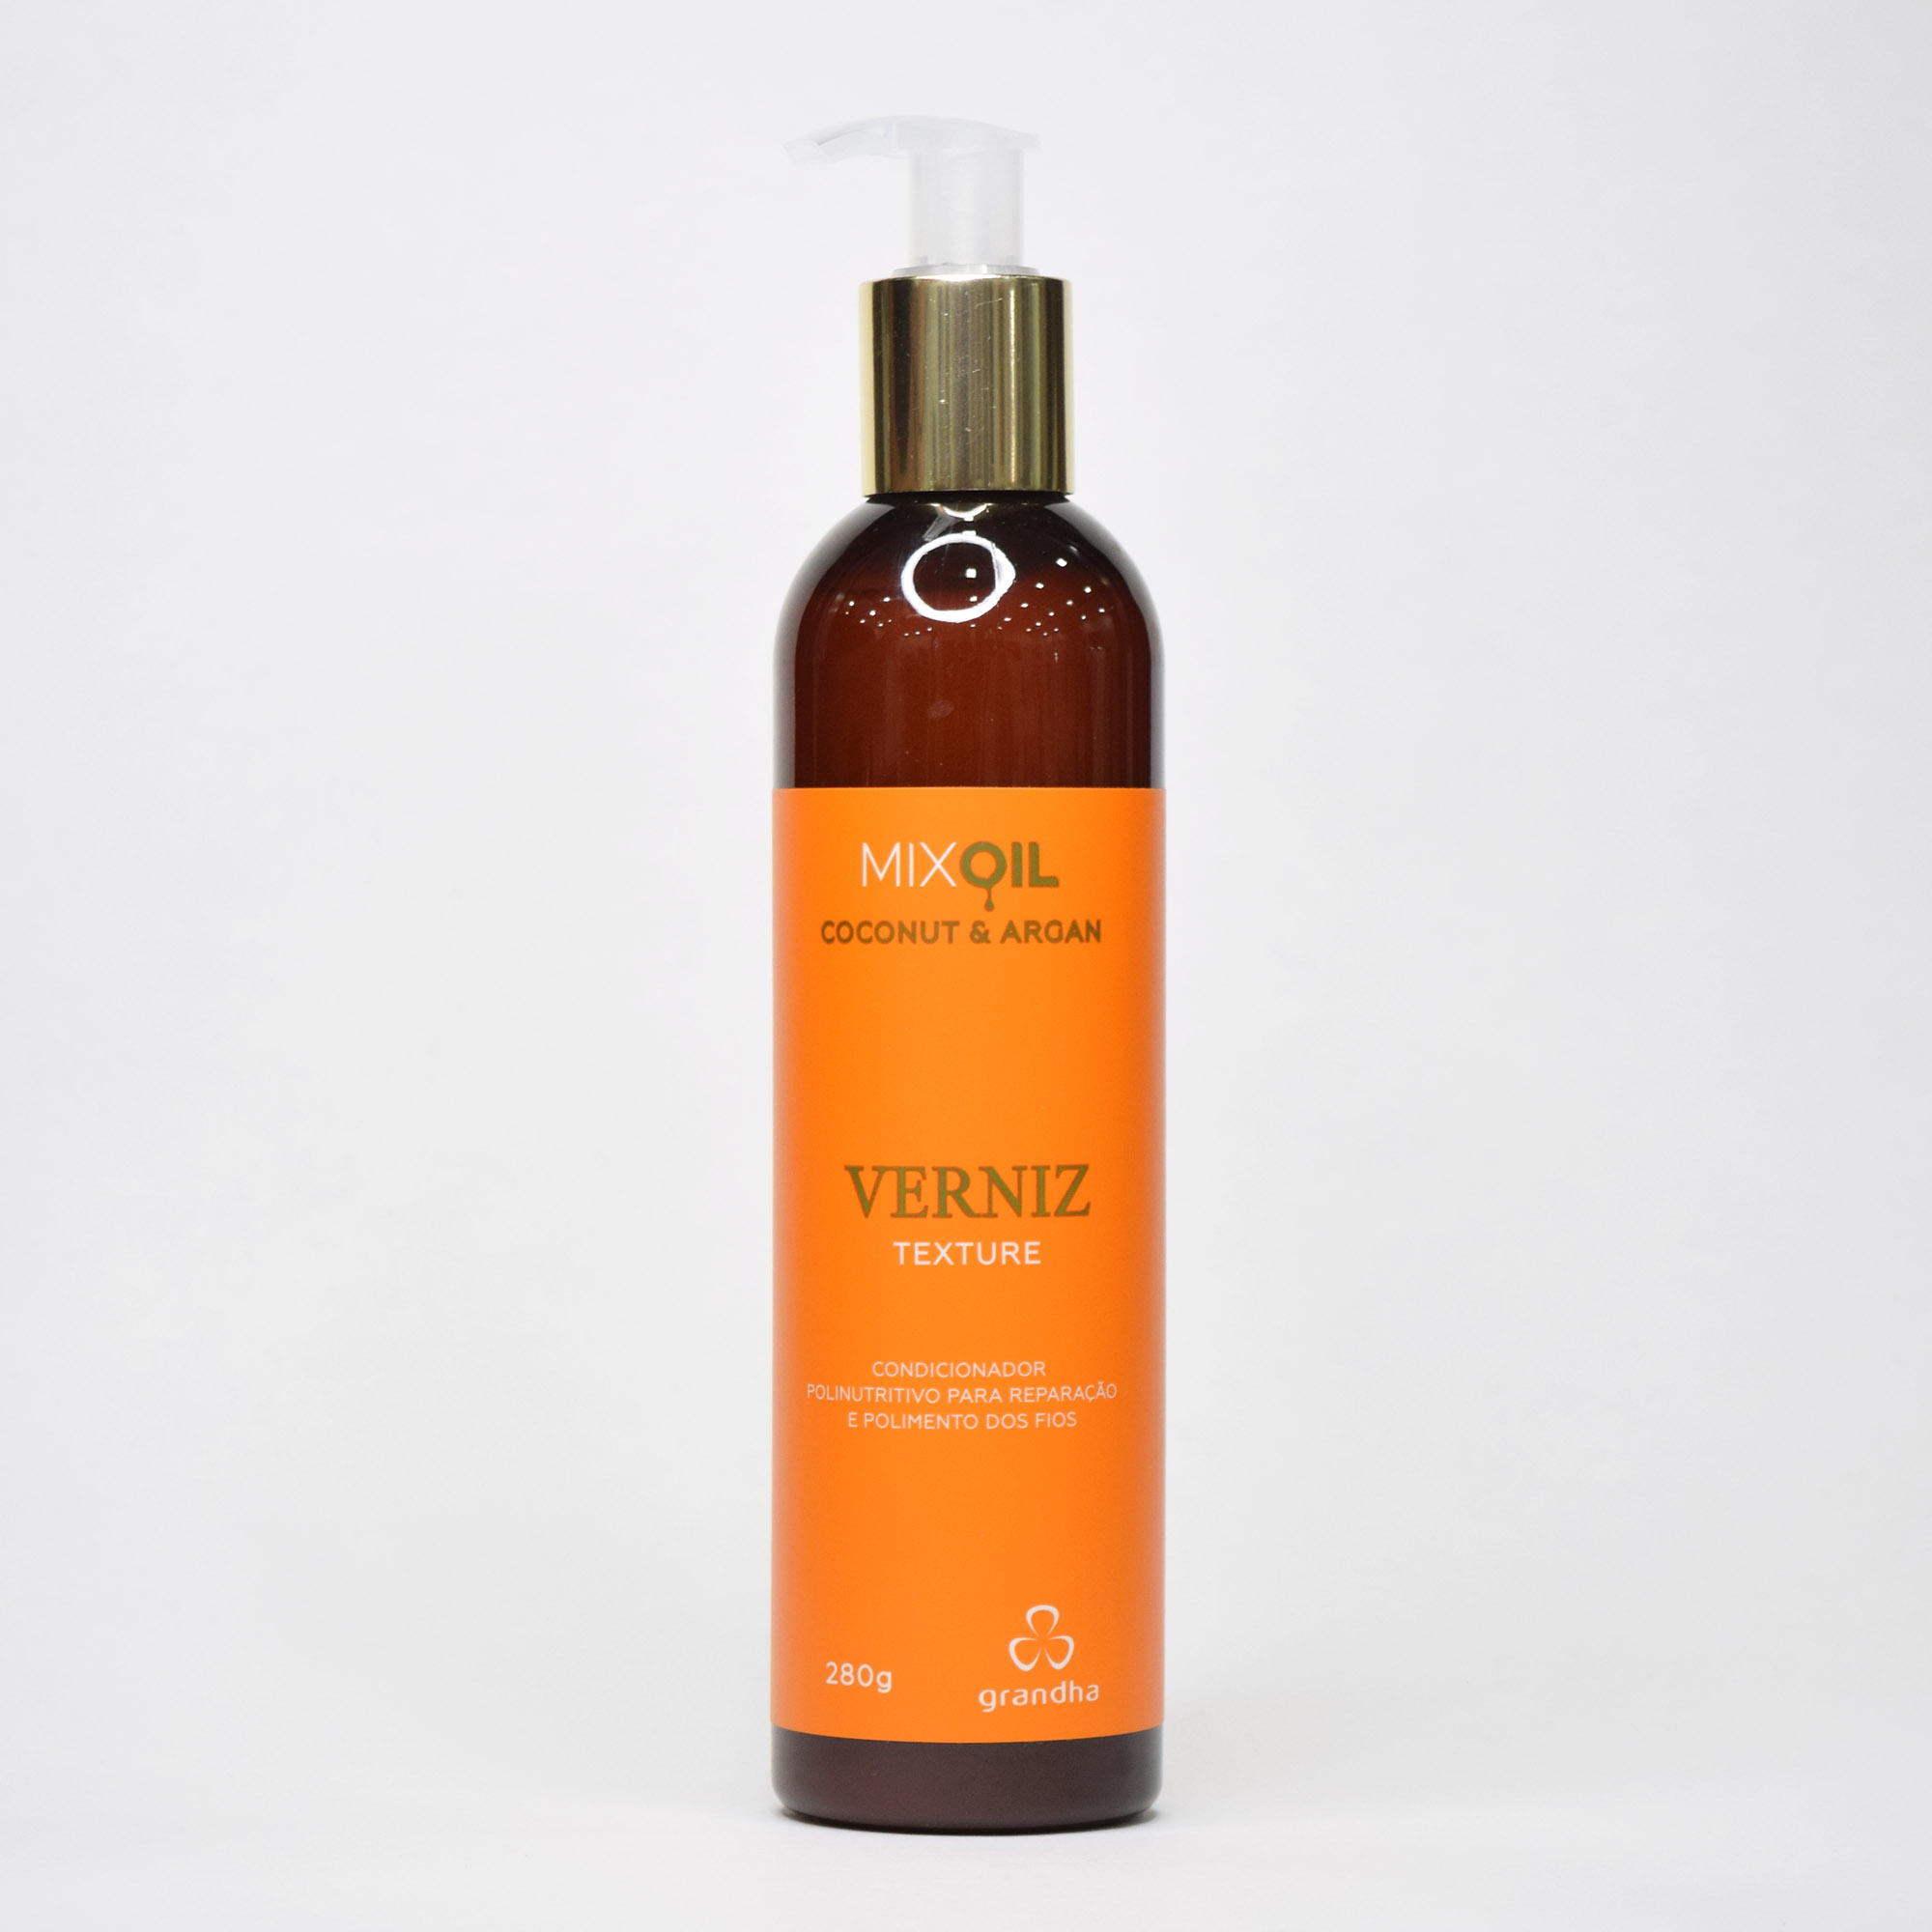 MIXOIL
COCONUT & ARGAN
VERNIZ
TEXTURE
CONDICIONADOR
POLINUTRITIVO PARA REPARAÇÃO
E POLIMENTO DOS FIOS
280g
grandha